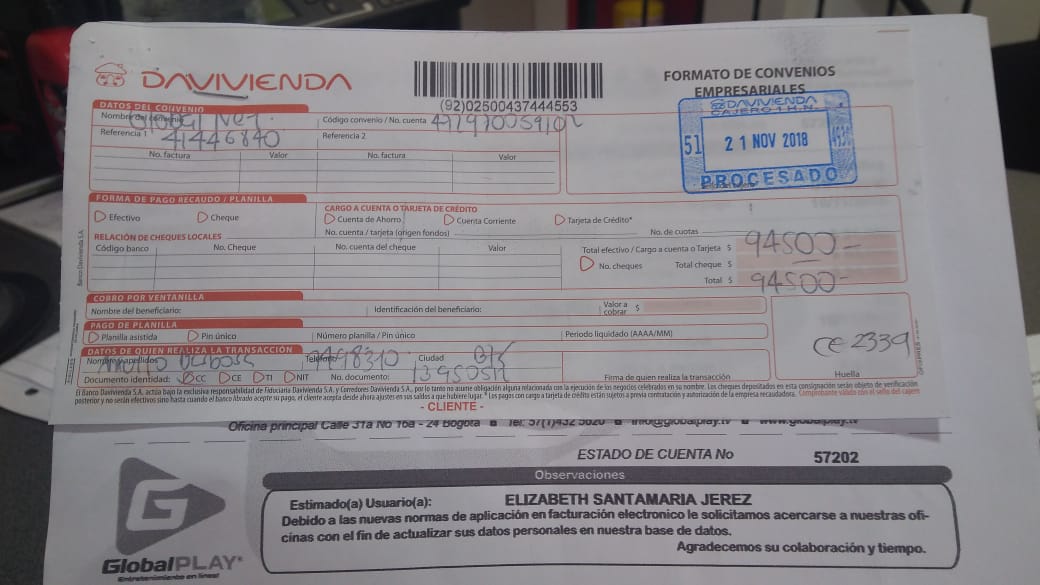 DAVIVIENDA
(92)02500437444553
FORMATO DE CONVENIOS
EMPRESARIALES
DATOS DEL CONVENIO
Nombre del convenio Global Net
Código convenio / No. cuenta
Referencia 1 41446840
Referencia 2
No. factura Valor No. factura Valor
DAVIVIENDA
CAJERO 1 H.N.
51 21 NOV 2018
PROCESADO
FORMA DE PAGO RECAUDO / PLANILLA
CARGO A CUENTA O TARJETA DE CRÉDITO
Efectivo Cheque Cuenta de Ahorro Cuenta Corriente Tarjeta de Crédito*
No. cuenta / tarjeta (origen fondos) No. de cuotas
RELACIÓN DE CHEQUES LOCALES
Código banco No. Cheque No. cuenta del cheque Valor
Total efectivo / Cargo a cuenta o Tarjeta $ 94500-
No. cheques Total cheque $
Total $ 94500-
Banco Davivienda S.A.
COBRO POR VENTANILLA
Nombre del beneficiario: Identificación del beneficiario: Valor a cobrar $
PAGO DE PLANILLA
Planilla asistida Pin único Número planilla / Pin único Periodo liquidado (AAAA/MM)
DATOS DE QUIEN REALIZA LA TRANSACCIÓN
Nombre y apellidos Teléfono Ciudad
Documento identidad: CC CE TI NIT No. documento: Firma de quien realiza la transacción
CE 2339
Huella
El Banco Davivienda S.A. actúa bajo la exclusiva responsabilidad de Fiduciaria Davivienda S.A. y Corredores Davivienda S.A., por lo tanto no asume obligación alguna relacionada con la ejecución de los negocios celebrados en su nombre. Los cheques depositados en esta consignación serán objeto de verificación
posterior y no serán efectivos sino hasta cuando el banco librado acepte su pago, el cliente acepta desde ahora ajustes en sus saldos a que hubiere lugar. * Los pagos con cargo a tarjeta de crédito están sujetos a previa contratación y autorización de la empresa recaudadora. Comprobante válido con el sello del cajero
- CLIENTE -
Oficina principal Calle 31a No 16a - 24 Bogotá Tel: 57(1)432 5620 info@globalplay.tv www.globalplay.tv
ESTADO DE CUENTA No 57202
Observaciones
Estimado(a) Usuario(a): ELIZABETH SANTAMARIA JEREZ
Debido a las nuevas normas de aplicación en facturación electronico le solicitamos acercarse a nuestras ofi-
cinas con el fin de actualizar sus datos personales en nuestra base de datos.
Agradecemos su colaboración y tiempo.
G
GlobalPLAY
Entretenimiento en línea!